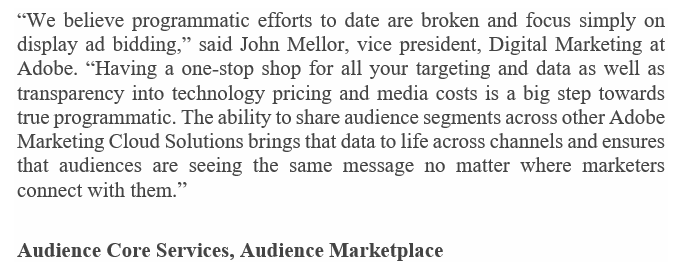 “We believe programmatic efforts to date are broken and focus simply on
display ad bidding,” said John Mellor, vice president, Digital Marketing at
Adobe. “Having a one-stop shop for all your targeting and data as well as
transparency into technology pricing and media costs is a big step towards
true programmatic. The ability to share audience segments across other Adobe
Marketing Cloud Solutions brings that data to life across channels and ensures
that audiences are seeing the same message no matter where marketers
connect with them.”
Audience Core Services, Audience Marketplace